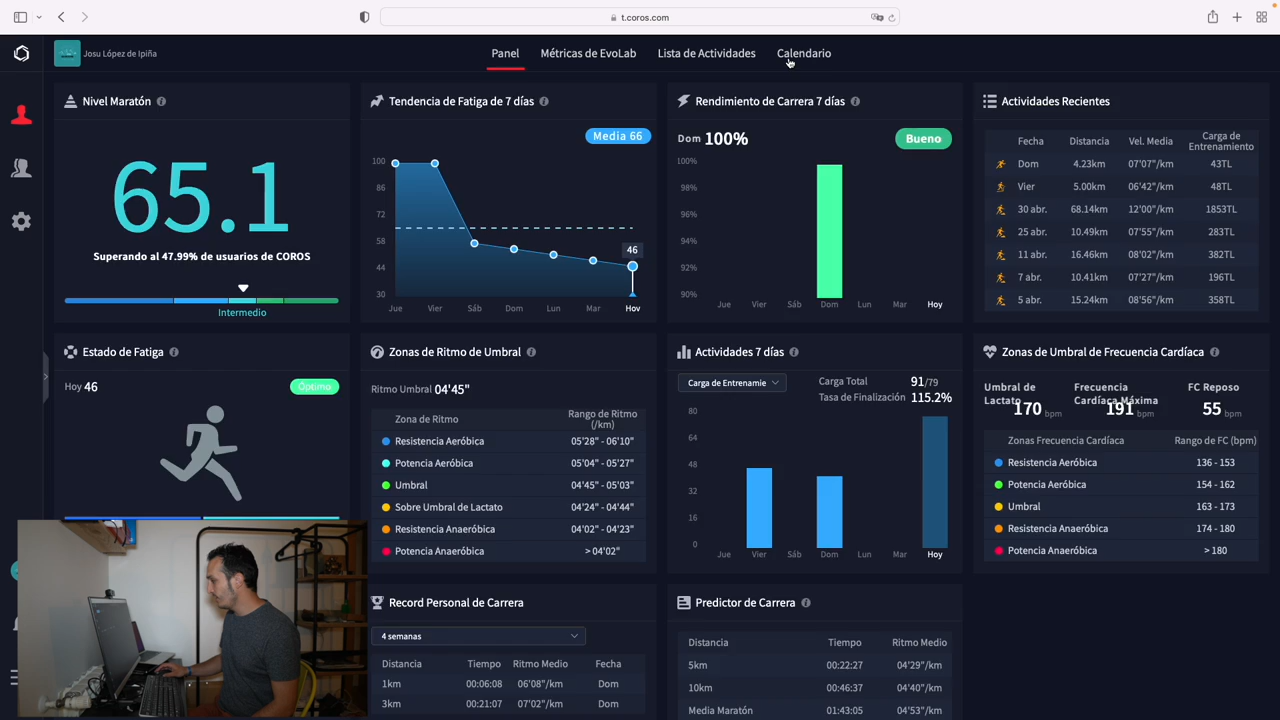 t.coros.com
Josu López de Ipiña
Panel
Métricas de EvoLab
Lista de Actividades
Calendario
Nivel Maratón
65.1
Superando al 47.99% de usuarios de COROS
Intermedio
Tendencia de Fatiga de 7 días
Media 66
100
86
72
58
44
30
46
Jue Vier Sáb Dom Lun Mar Hoy
Rendimiento de Carrera 7 días
Dom 100%
Bueno
100%
98%
96%
94%
92%
90%
Jue Vier Sáb Dom Lun Mar Hoy
Actividades Recientes
Fecha Distancia Vel. Media Carga de Entrenamiento
Dom 4.23km 07'07"/km 43TL
Vier 5.00km 06'42"/km 48TL
30 abr. 68.14km 12'00"/km 1853TL
25 abr. 10.49km 07'55"/km 283TL
11 abr. 16.46km 08'02"/km 382TL
7 abr. 10.41km 07'27"/km 196TL
5 abr. 15.24km 08'56"/km 358TL
Estado de Fatiga
Hoy 46
Óptimo
Zonas de Ritmo de Umbral
Ritmo Umbral 04'45"
Zona de Ritmo Rango de Ritmo (/km)
Resistencia Aeróbica 05'28" - 06'10"
Potencia Aeróbica 05'04" - 05'27"
Umbral 04'45" - 05'03"
Sobre Umbral de Lactato 04'24" - 04'44"
Resistencia Anaeróbica 04'02" - 04'23"
Potencia Anaeróbica > 04'02"
Actividades 7 días
Carga de Entrenamie
Carga Total 91/79
Tasa de Finalización 115.2%
80
64
48
32
16
0
Jue Vier Sáb Dom Lun Mar Hoy
Zonas de Umbral de Frecuencia Cardíaca
Umbral de Lactato 170 bpm
Frecuencia Cardíaca Máxima 191 bpm
FC Reposo 55 bpm
Zonas Frecuencia Cardíaca Rango de FC (bpm)
Resistencia Aeróbica 136 - 153
Potencia Aeróbica 154 - 162
Umbral 163 - 173
Resistencia Anaeróbica 174 - 180
Potencia Anaeróbica > 180
Record Personal de Carrera
4 semanas
Distancia Tiempo Ritmo Medio Fecha
1km 00:06:08 06'08"/km Dom
3km 00:21:07 07'02"/km Dom
Predictor de Carrera
Distancia Tiempo Ritmo Medio
5km 00:22:27 04'29"/km
10km 00:46:37 04'40"/km
Media Maratón 01:43:05 04'53"/km